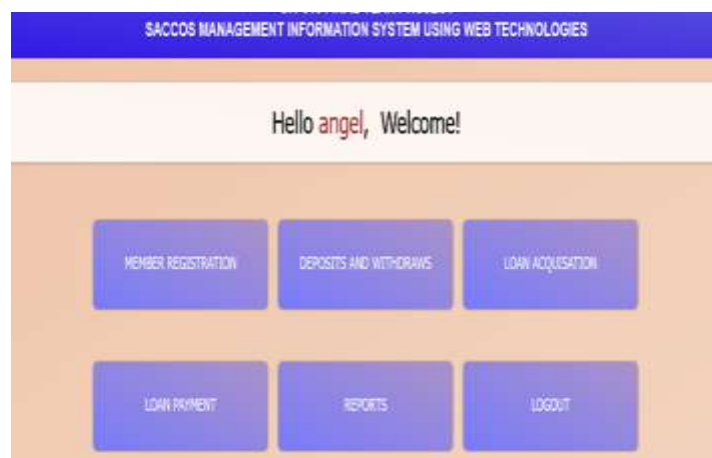 SACCOS MANAGEMENT INFORMATION SYSTEM USING WEB TECHNOLOGIES
Hello angel, Welcome!
MEMBER REGISTRATION
DEPOSITS AND WITHDRAWS
LOAN ACQUISATION
LOAN PAYMENT
REPORTS
LOGOUT